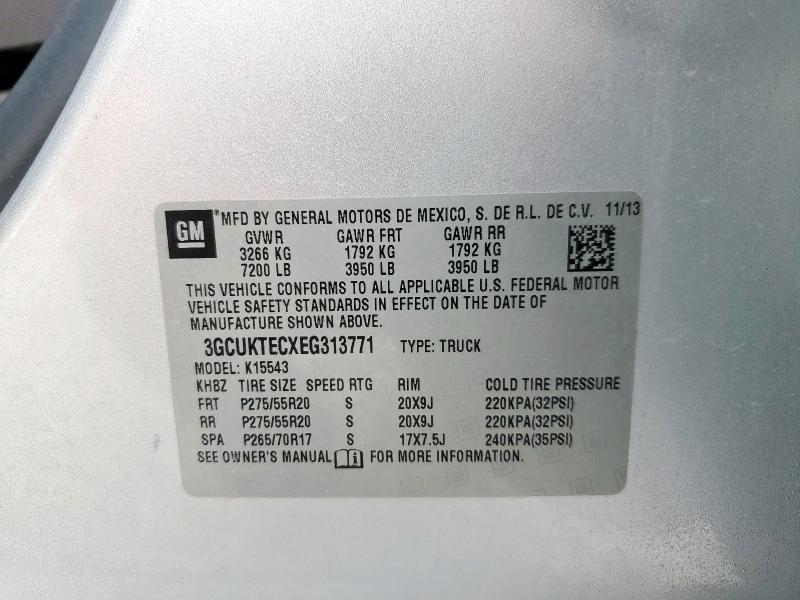 GM ® MFD BY GENERAL MOTORS DE MEXICO, S. DE R.L. DE C.V. 11/13
GVWR GAWR FRT GAWR RR
3266 KG 1792 KG 1792 KG
7200 LB 3950 LB 3950 LB
THIS VEHICLE CONFORMS TO ALL APPLICABLE U.S. FEDERAL MOTOR
VEHICLE SAFETY STANDARDS IN EFFECT ON THE DATE OF
MANUFACTURE SHOWN ABOVE.
3GCUKTECXEG313771 TYPE: TRUCK
MODEL: K15543
KHBZ TIRE SIZE SPEED RTG RIM COLD TIRE PRESSURE
FRT P275/55R20 S 20X9J 220KPA(32PSI)
RR P275/55R20 S 20X9J 220KPA(32PSI)
SPA P265/70R17 S 17X7.5J 240KPA(35PSI)
SEE OWNER'S MANUAL i FOR MORE INFORMATION.